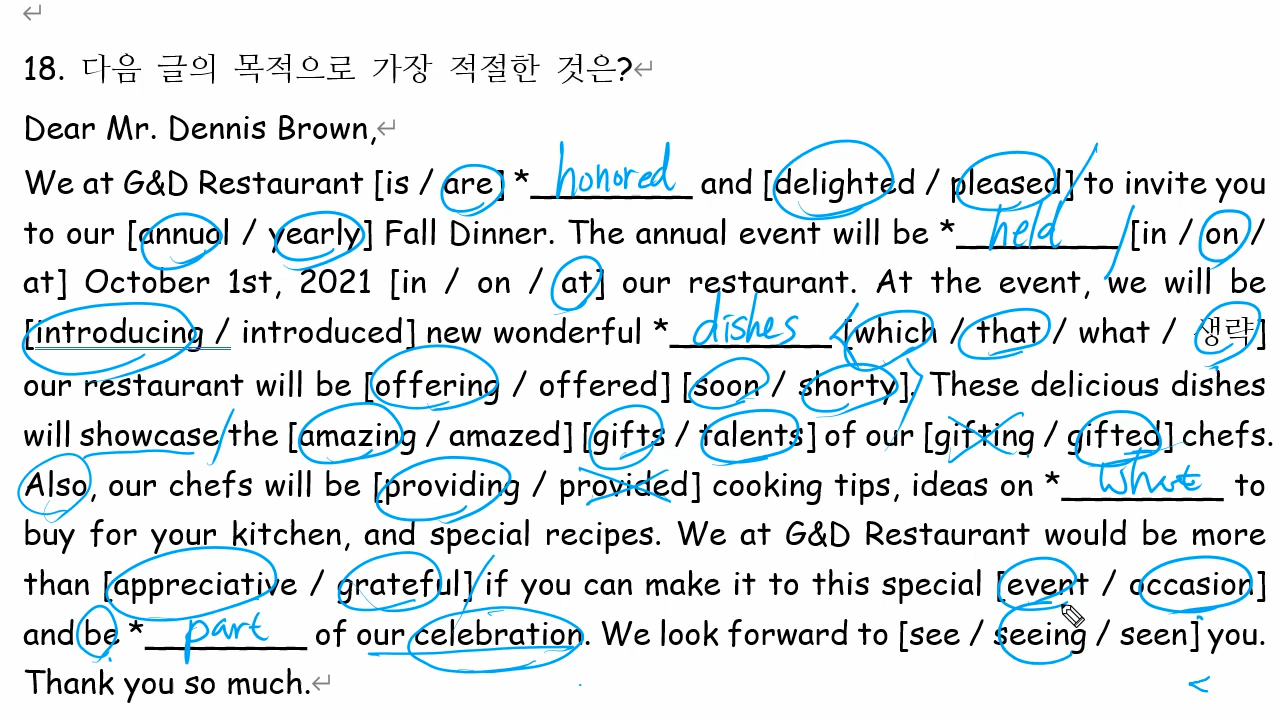 18. 다음 글의 목적으로 가장 적절한 것은?
Dear Mr. Dennis Brown,
We at G&D Restaurant [is / are] * honored and [delighted / pleased] to invite you
to our [annual / yearly] Fall Dinner. The annual event will be * held [in / on /
at] October 1st, 2021 [in / on / at] our restaurant. At the event, we will be
[introducing / introduced] new wonderful * dishes [which / that / what / 생략]
our restaurant will be [offering / offered] [soon / shorty]. These delicious dishes
will showcase the [amazing / amazed] [gifts / talents] of our [gifting / gifted] chefs.
Also, our chefs will be [providing / provided] cooking tips, ideas on * what to
buy for your kitchen, and special recipes. We at G&D Restaurant would be more
than [appreciative / grateful] if you can make it to this special [event / occasion]
and be * part of our celebration. We look forward to [see / seeing / seen] you.
Thank you so much.